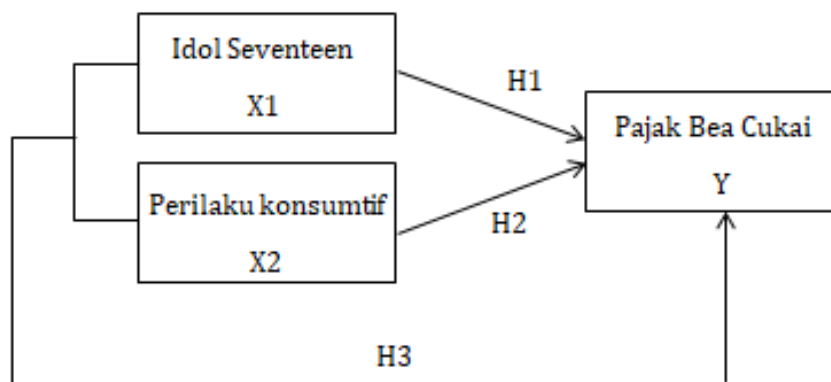 Idol Seventeen
X1
H1
Pajak Bea Cukai
Y
Perilaku konsumtif
X2
H2
H3